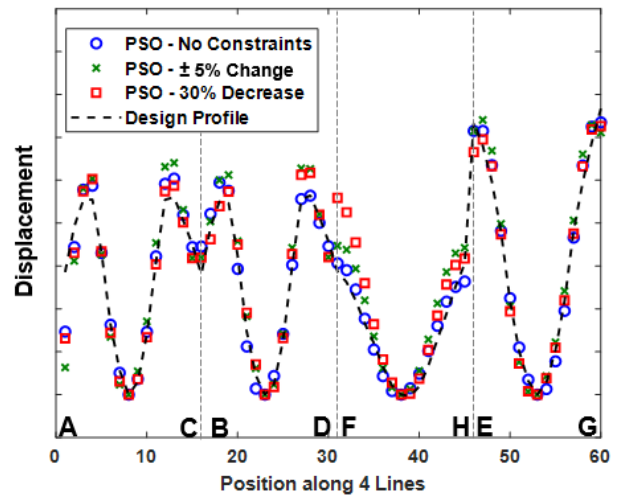 PSO - No Constraints
PSO - ± 5% Change
PSO - 30% Decrease
Design Profile
Displacement
A C B D F H E G
0 10 20 30 40 50 60
Position along 4 Lines